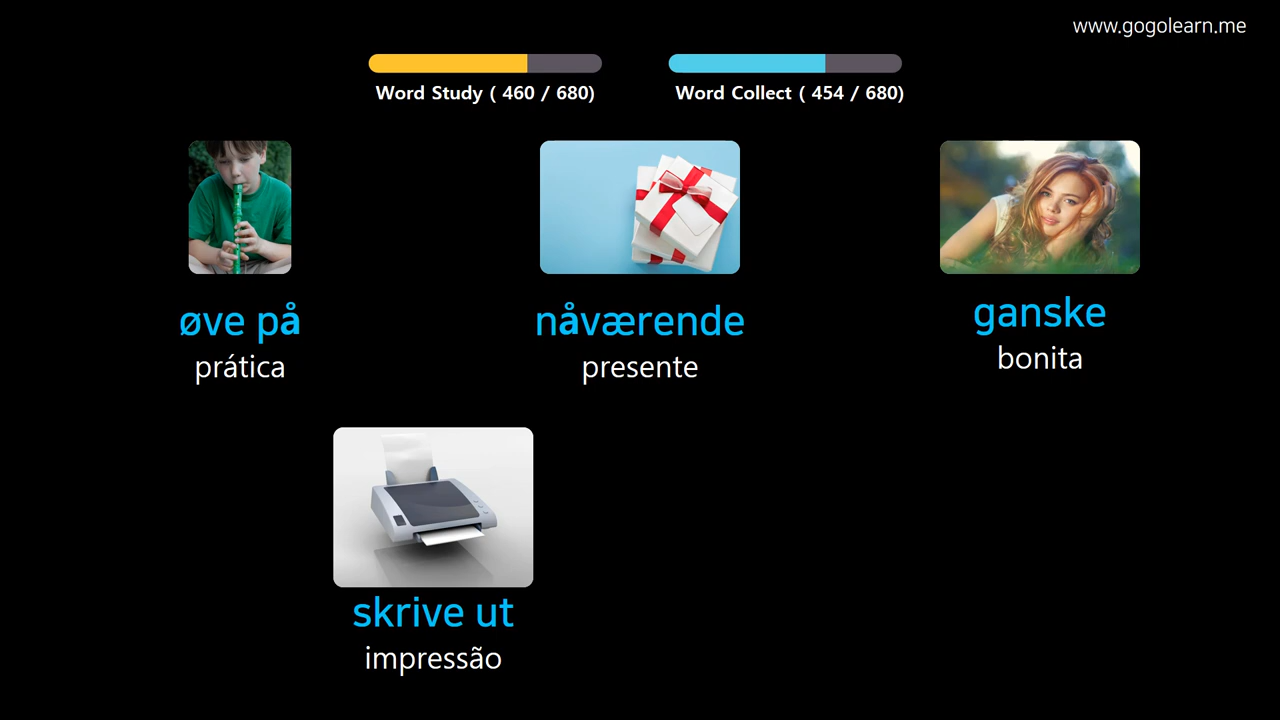 www.gogolearn.me
Word Study ( 460 / 680)
Word Collect ( 454 / 680)
øve på
prática
nåværende
presente
ganske
bonita
skrive ut
impressão